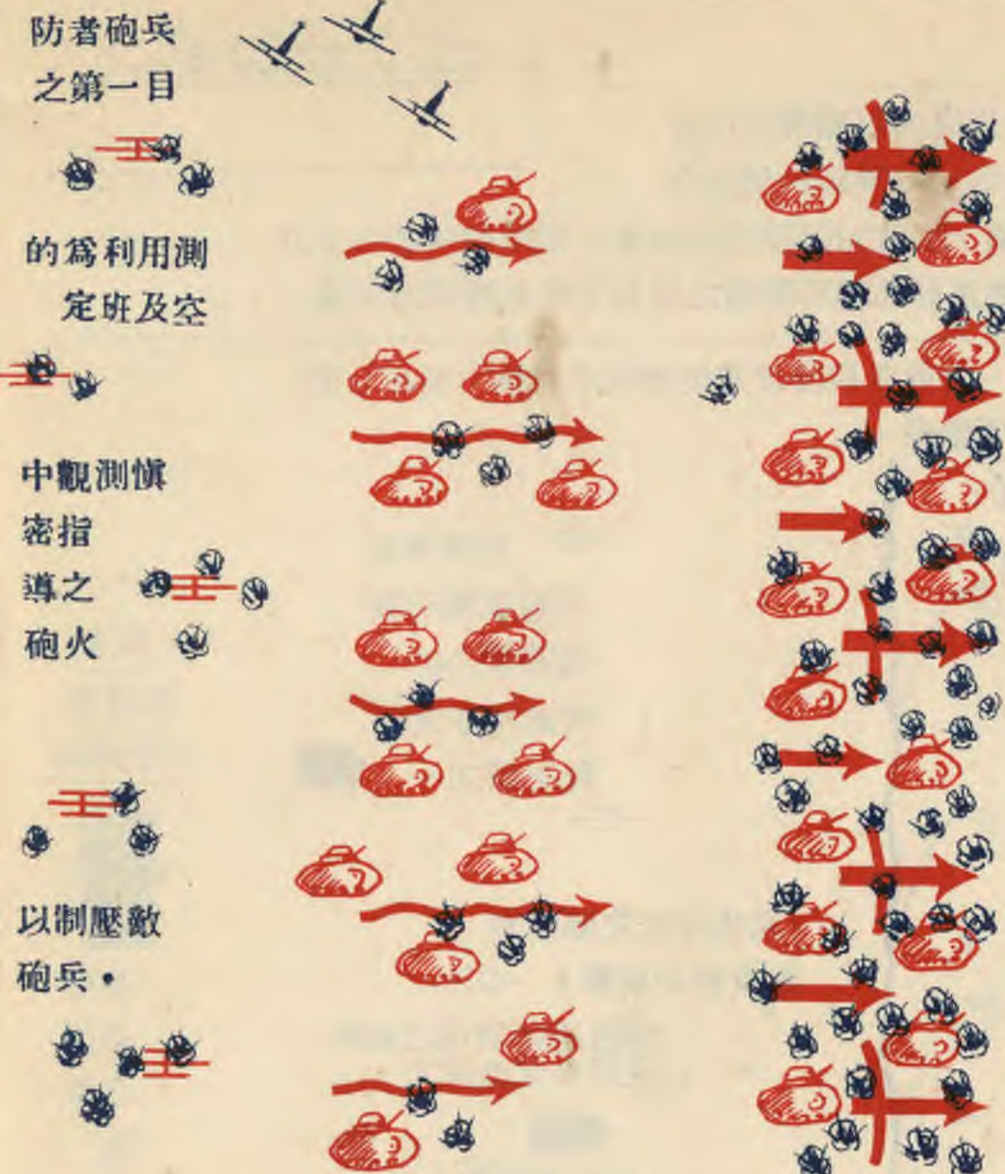 防者砲兵
之第一目
的爲利用測
定班及空
中觀測慎
密指
導之
砲火
以制壓敵
砲兵．